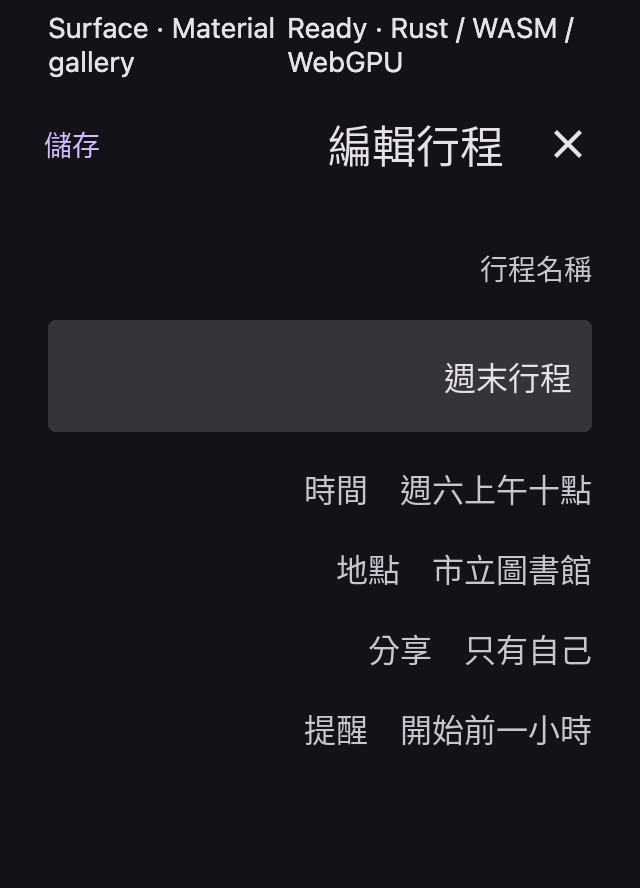 Surface · Material gallery
Ready · Rust / WASM / WebGPU
編輯行程
儲存
行程名稱
週末行程
時間　週六上午十點
地點　市立圖書館
分享　只有自己
提醒　開始前一小時